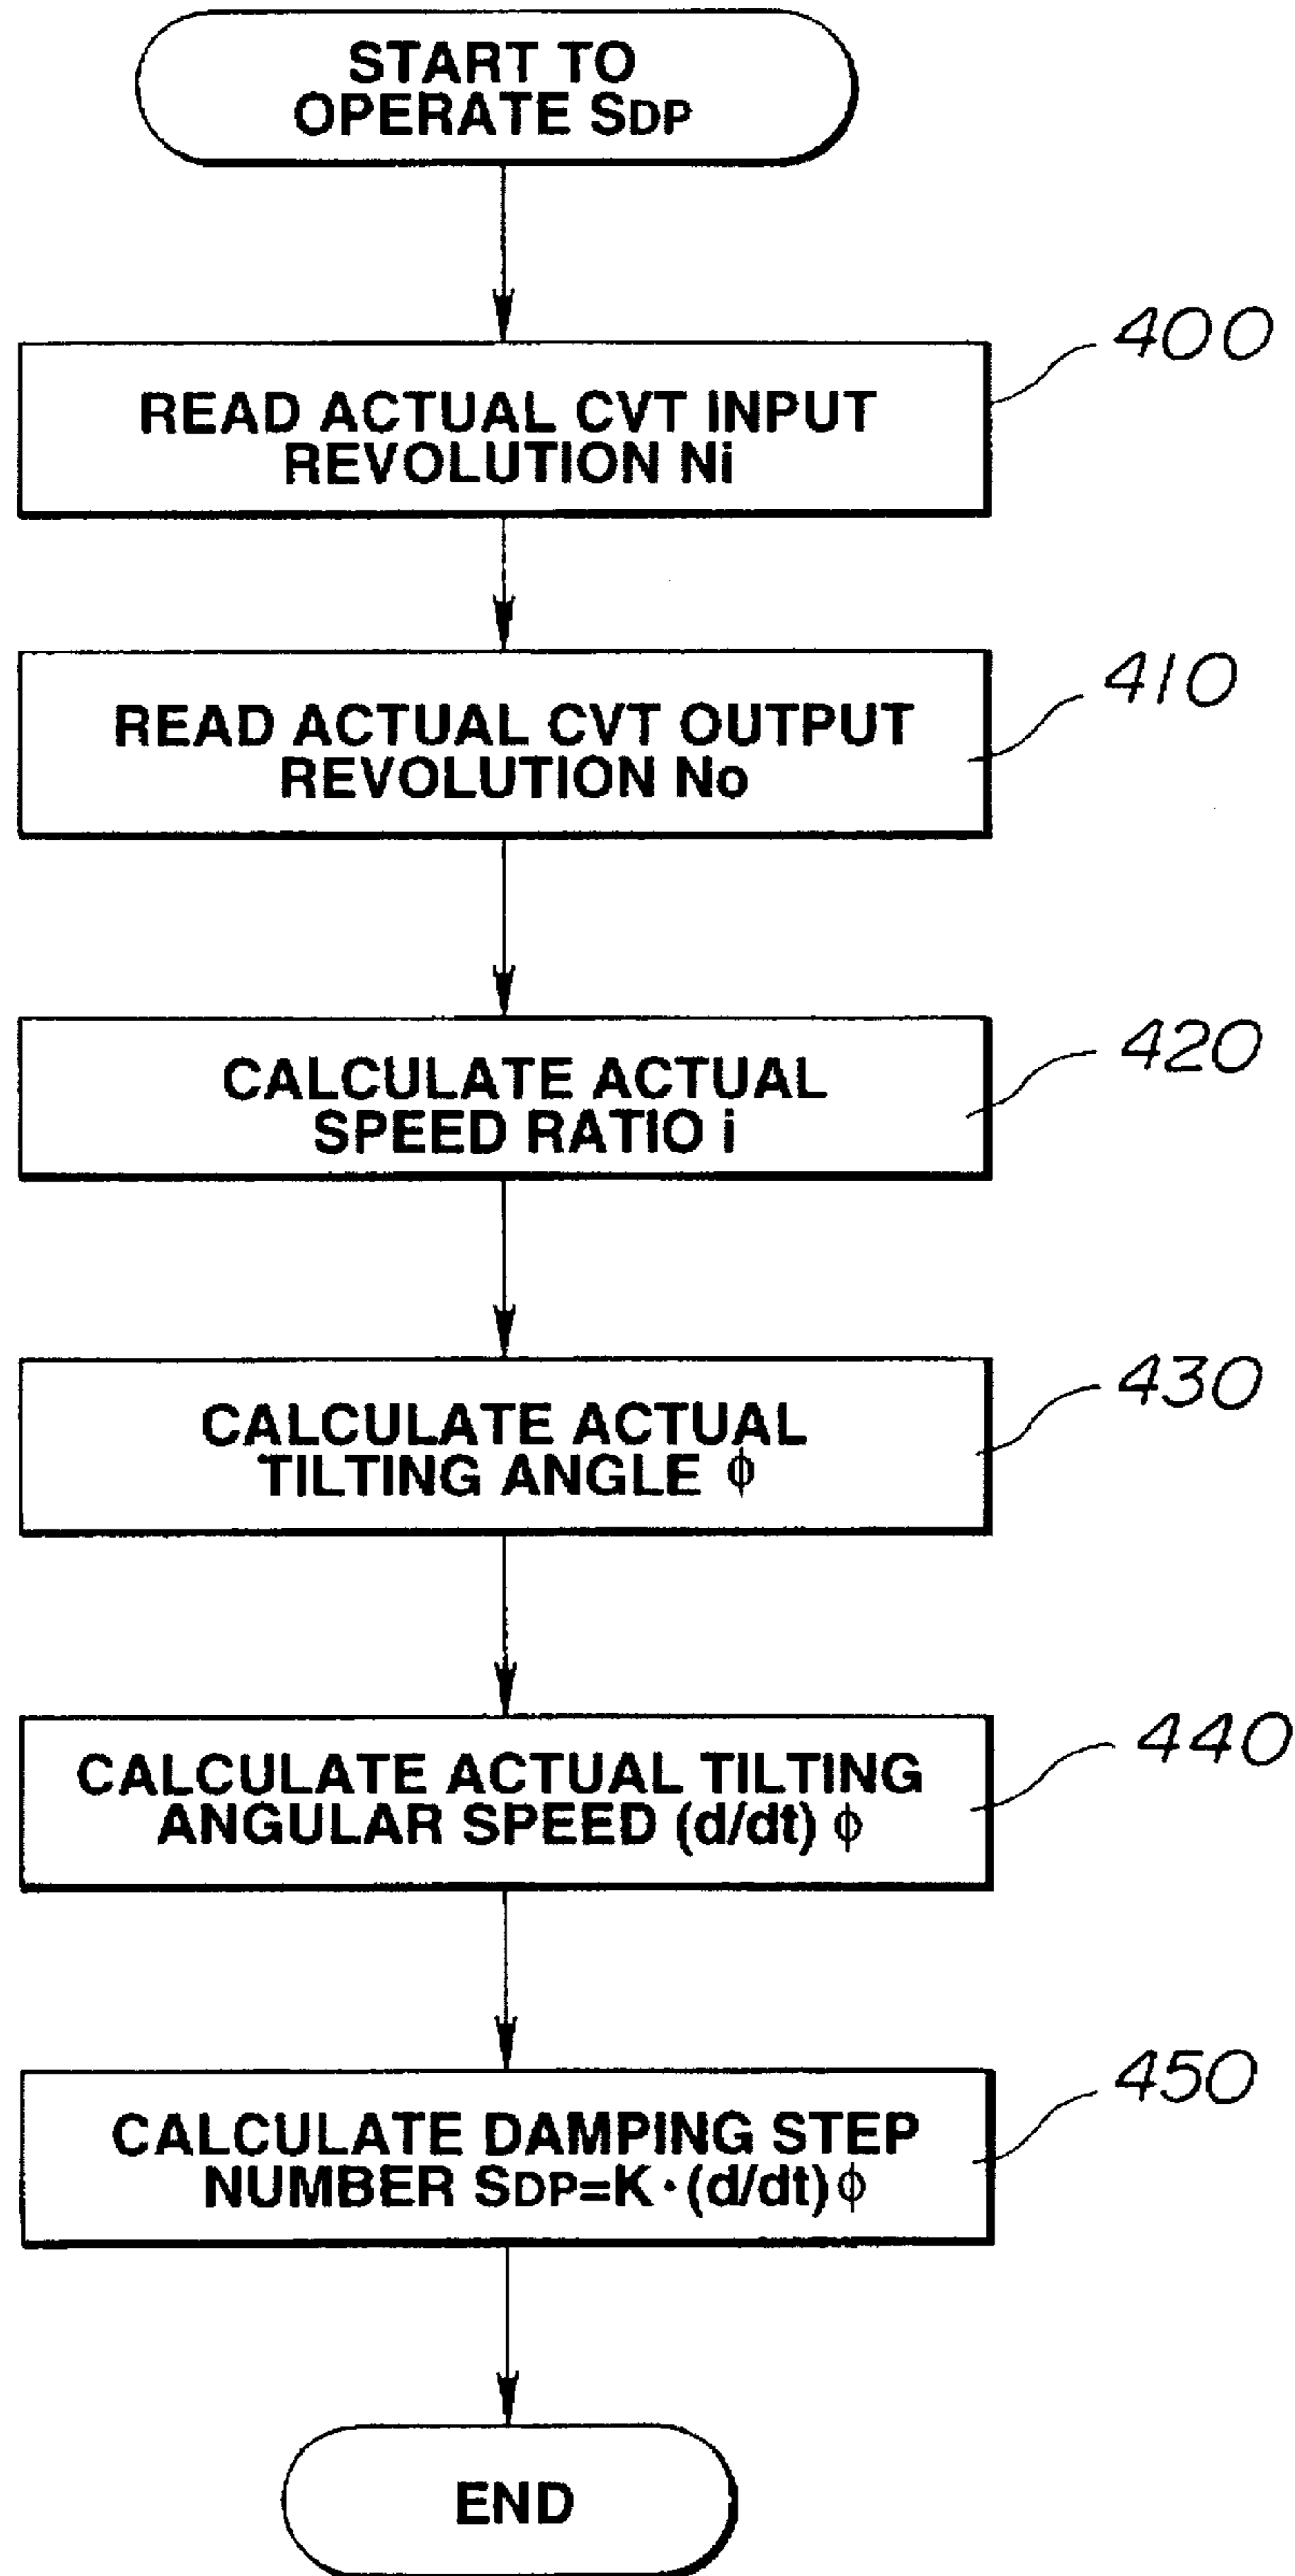 START TO
OPERATE SDP
400
READ ACTUAL CVT INPUT
REVOLUTION Ni
410
READ ACTUAL CVT OUTPUT
REVOLUTION No
420
CALCULATE ACTUAL
SPEED RATIO i
430
CALCULATE ACTUAL
TILTING ANGLE ϕ
440
CALCULATE ACTUAL TILTING
ANGULAR SPEED (d/dt) ϕ
450
CALCULATE DAMPING STEP
NUMBER SDP=K·(d/dt)ϕ
END